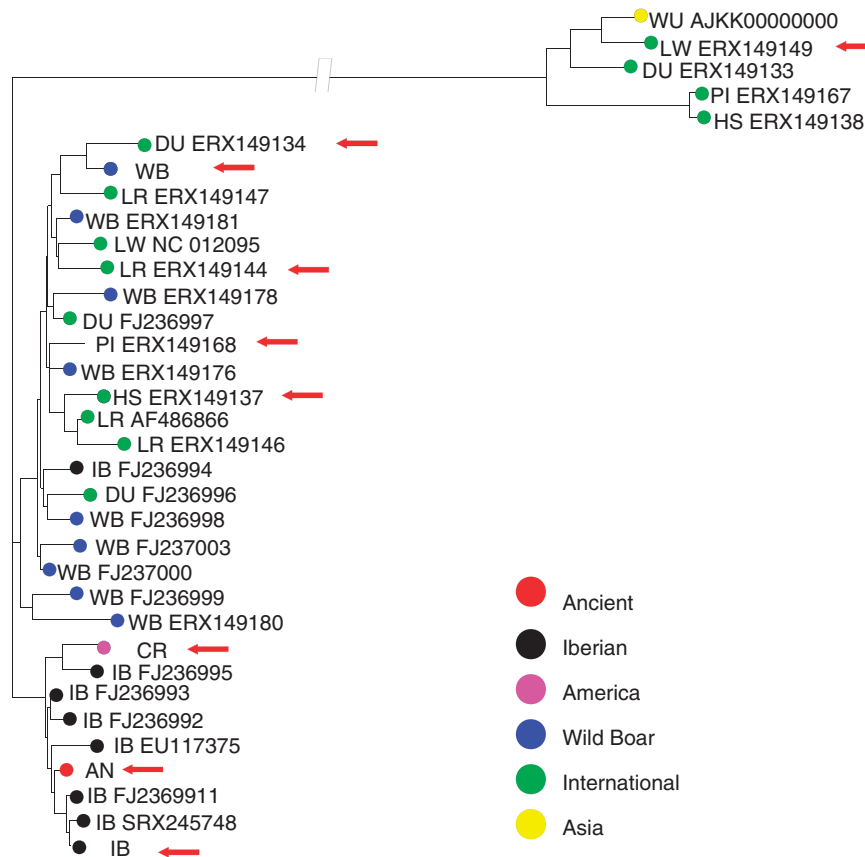 WU AJKK00000000
LW ERX149149
DU ERX149133
PI ERX149167
HS ERX149138
DU ERX149134
WB
LR ERX149147
WB ERX149181
LW NC 012095
LR ERX149144
WB ERX149178
DU FJ236997
PI ERX149168
WB ERX149176
HS ERX149137
LR AF486866
LR ERX149146
IB FJ236994
DU FJ236996
WB FJ236998
WB FJ237003
WB FJ237000
WB FJ236999
WB ERX149180
CR
IB FJ236995
IB FJ236993
IB FJ236992
IB EU117375
AN
IB FJ2369911
IB SRX245748
IB
Ancient
Iberian
America
Wild Boar
International
Asia